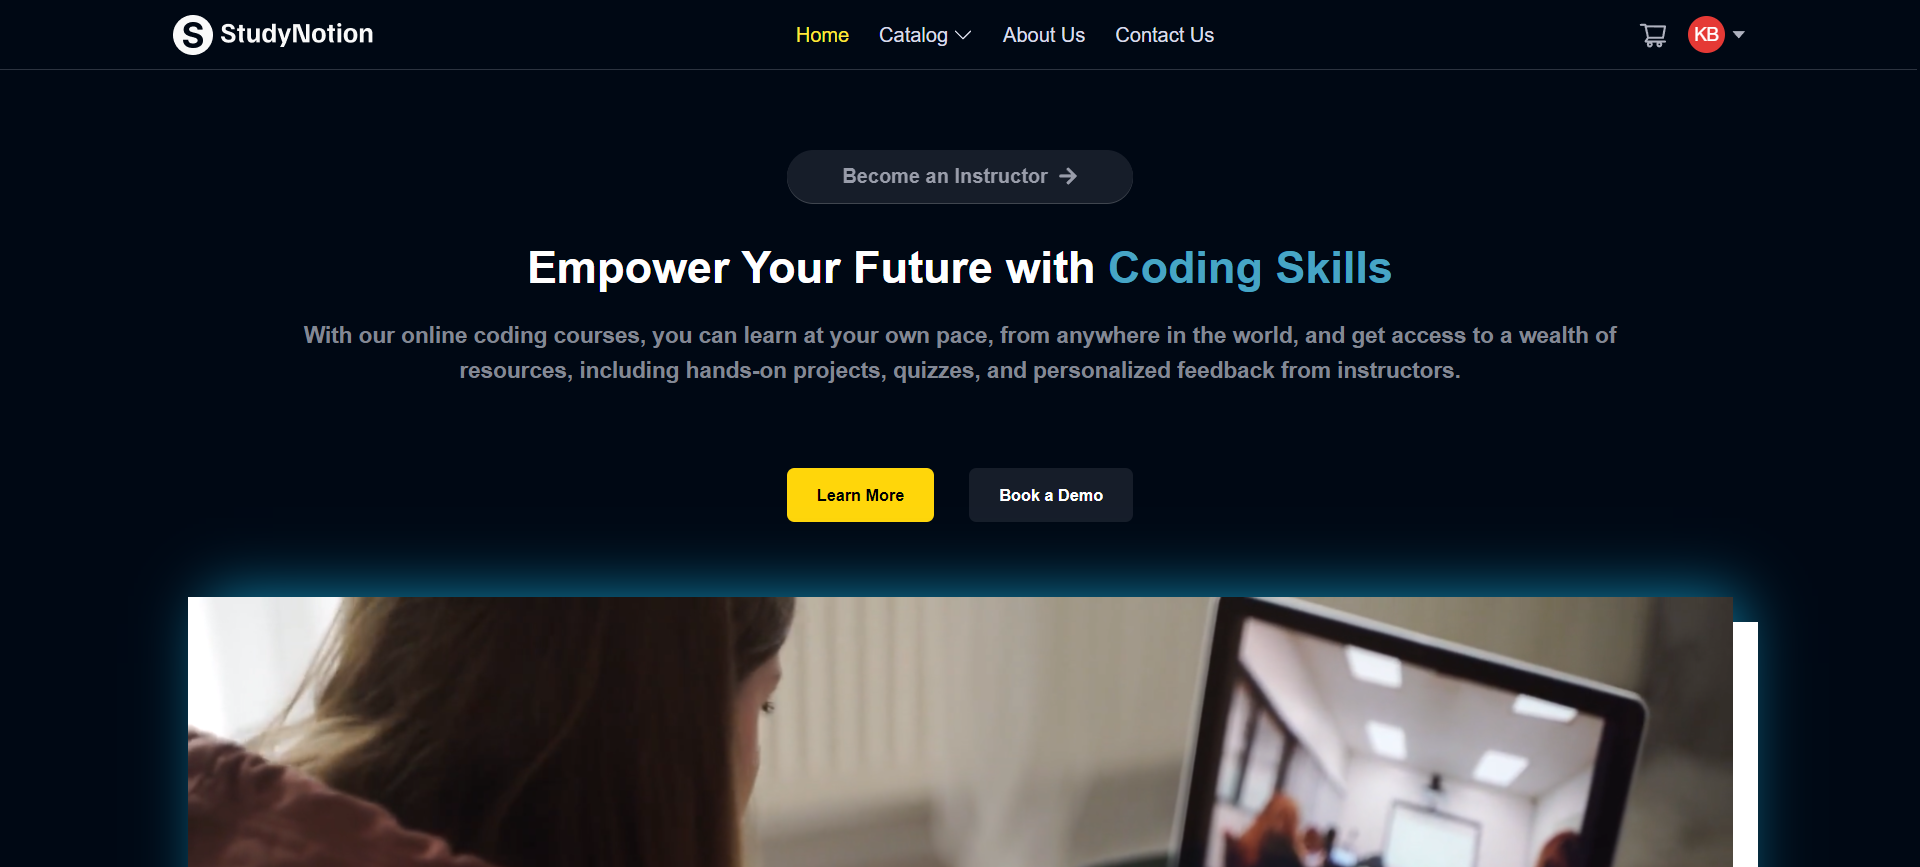 S StudyNotion
Home Catalog About Us Contact Us
KB
Become an Instructor
Empower Your Future with Coding Skills
With our online coding courses, you can learn at your own pace, from anywhere in the world, and get access to a wealth of
resources, including hands-on projects, quizzes, and personalized feedback from instructors.
Learn More Book a Demo